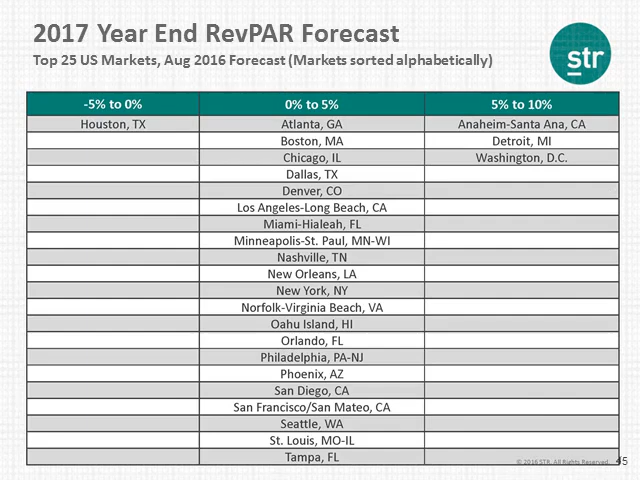 2017 Year End RevPAR Forecast
Top 25 US Markets, Aug 2016 Forecast (Markets sorted alphabetically)
str
-5% to 0% 0% to 5% 5% to 10%
Houston, TX Atlanta, GA Anaheim-Santa Ana, CA
Boston, MA Detroit, MI
Chicago, IL Washington, D.C.
Dallas, TX
Denver, CO
Los Angeles-Long Beach, CA
Miami-Hialeah, FL
Minneapolis-St. Paul, MN-WI
Nashville, TN
New Orleans, LA
New York, NY
Norfolk-Virginia Beach, VA
Oahu Island, HI
Orlando, FL
Philadelphia, PA-NJ
Phoenix, AZ
San Diego, CA
San Francisco/San Mateo, CA
Seattle, WA
St. Louis, MO-IL
Tampa, FL
© 2016 STR. All Rights Reserved. 45